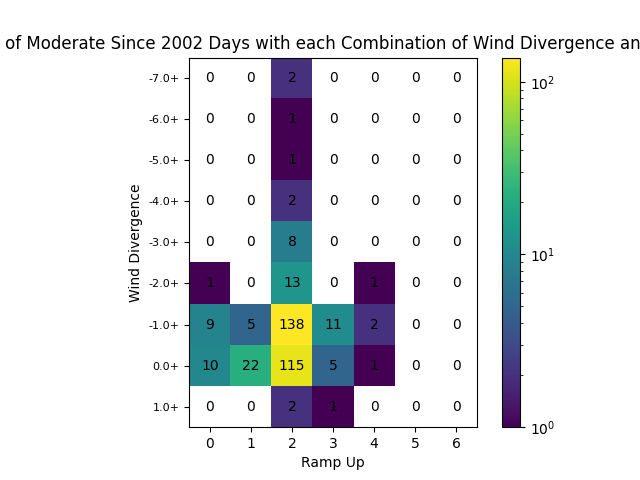 of Moderate Since 2002 Days with each Combination of Wind Divergence an
-7.0+ 0 0 2 0 0 0 0
-6.0+ 0 0 1 0 0 0 0
-5.0+ 0 0 1 0 0 0 0
-4.0+ 0 0 2 0 0 0 0
-3.0+ 0 0 8 0 0 0 0
-2.0+ 1 0 13 0 1 0 0
-1.0+ 9 5 138 11 2 0 0
0.0+ 10 22 115 5 1 0 0
1.0+ 0 0 2 1 0 0 0
0 1 2 3 4 5 6
Ramp Up
Wind Divergence
10²
10¹
10⁰